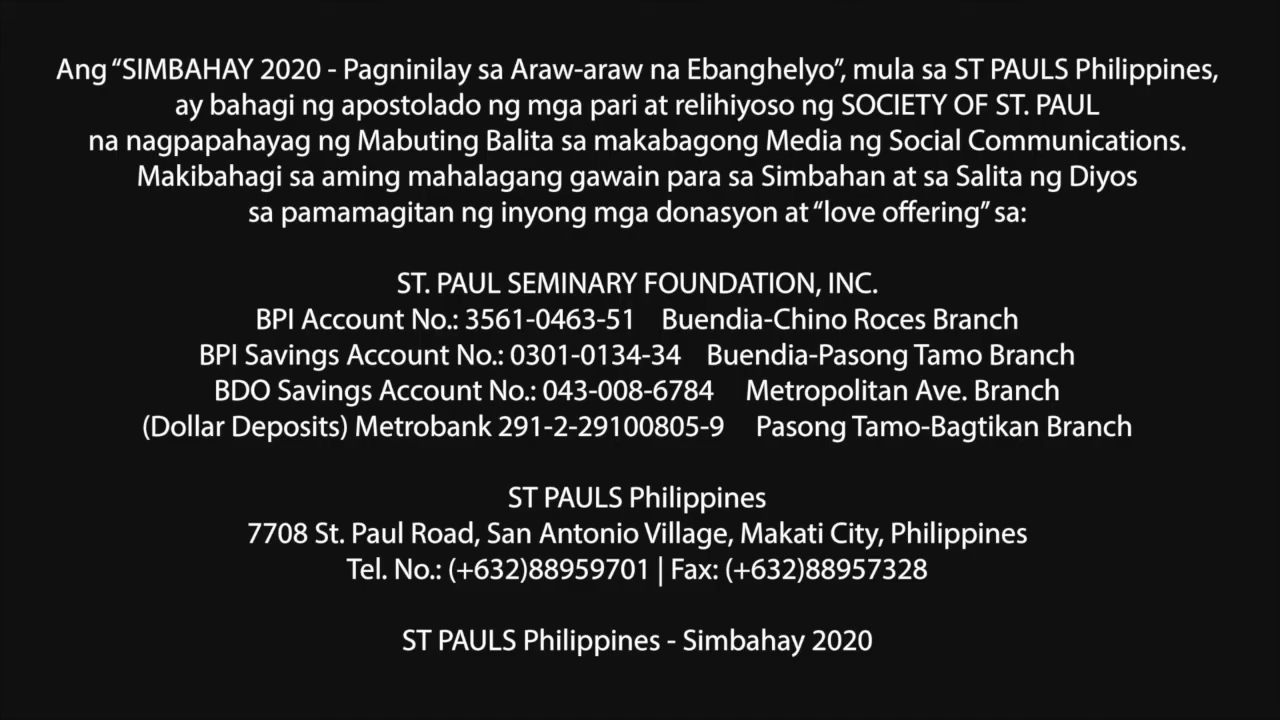 Ang “SIMBAHAY 2020 - Pagninilay sa Araw-araw na Ebanghelyo”, mula sa ST PAULS Philippines,
ay bahagi ng apostolado ng mga pari at relihiyoso ng SOCIETY OF ST. PAUL
na nagpapahayag ng Mabuting Balita sa makabagong Media ng Social Communications.
Makibahagi sa aming mahalagang gawain para sa Simbahan at sa Salita ng Diyos
sa pamamagitan ng inyong mga donasyon at “love offering” sa:
ST. PAUL SEMINARY FOUNDATION, INC.
BPI Account No.: 3561-0463-51 Buendia-Chino Roces Branch
BPI Savings Account No.: 0301-0134-34 Buendia-Pasong Tamo Branch
BDO Savings Account No.: 043-008-6784 Metropolitan Ave. Branch
(Dollar Deposits) Metrobank 291-2-29100805-9 Pasong Tamo-Bagtikan Branch
ST PAULS Philippines
7708 St. Paul Road, San Antonio Village, Makati City, Philippines
Tel. No.: (+632)88959701 | Fax: (+632)88957328
ST PAULS Philippines - Simbahay 2020